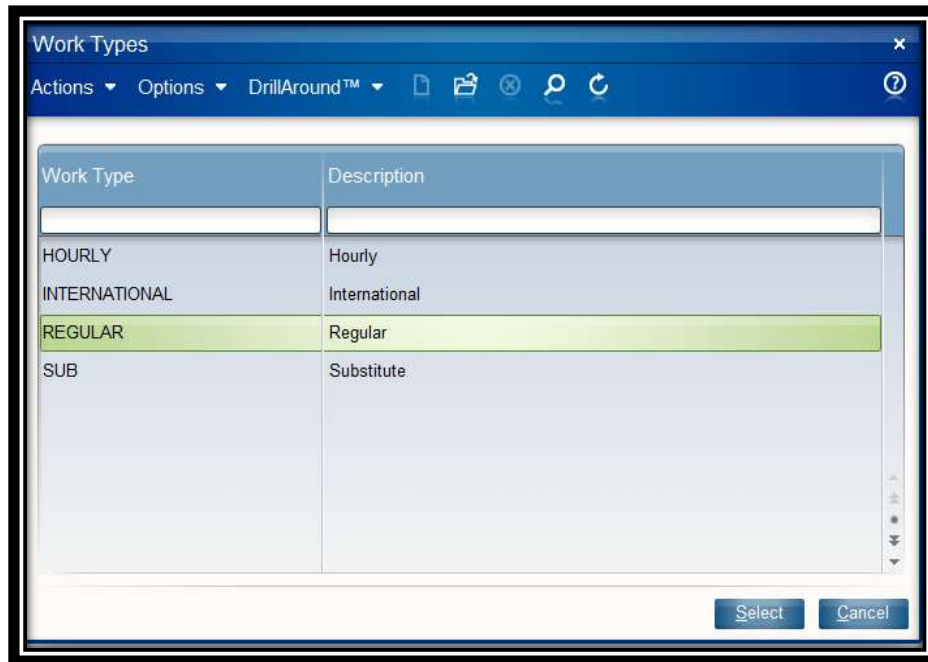 Work Types
Actions Options DrillAround™
Work Type Description
HOURLY Hourly
INTERNATIONAL International
REGULAR Regular
SUB Substitute
Select Cancel